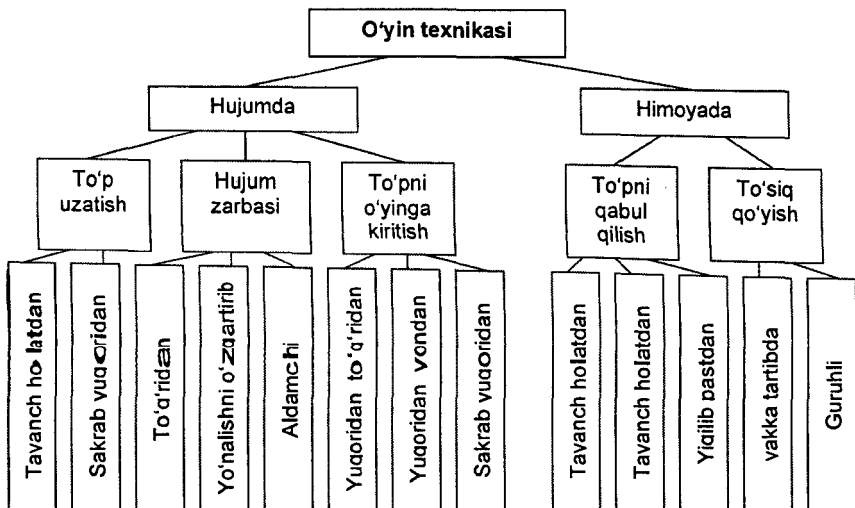 O‘yin texnikasi
Hujumda
Himoyada
To‘p
uzatish
Hujum
zarbasi
To‘pni
o‘yinga
kiritish
To‘pni
qabul
qilish
To‘siq
qo‘yish
Tavanch holatdan
Sakrab yuqoridan
To‘g‘ridan
Yo‘nalishni o‘zgartirib
Aldamchi
Yuqoridan to‘g‘ridan
Yuqoridan yondan
Sakrab yuqoridan
Tavanch holatdan
Tavanch holatdan
Yiqilib pastdan
yakka tartibda
Guruhli